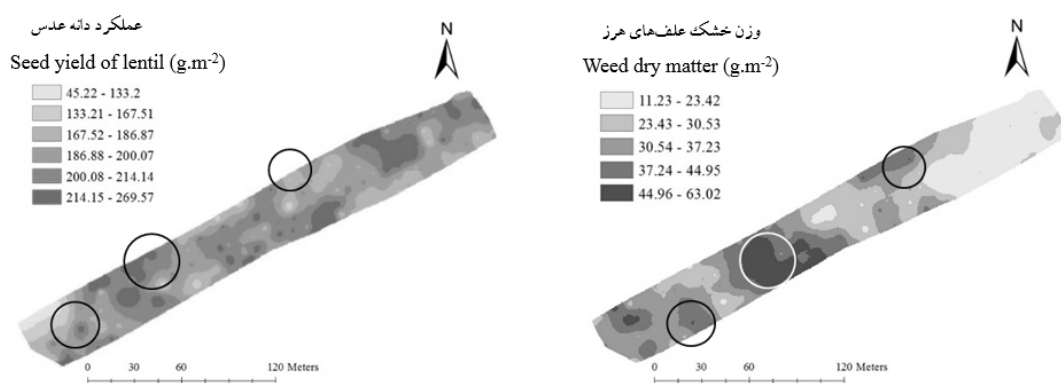 عملکرد دانه عدس
Seed yield of lentil (g.m-2)
N
45.22 - 133.2
133.21 - 167.51
167.52 - 186.87
186.88 - 200.07
200.08 - 214.14
214.15 - 269.57
0 30 60 120 Meters
وزن خشک علف‌های هرز
Weed dry matter (g.m-2)
N
11.23 - 23.42
23.43 - 30.53
30.54 - 37.23
37.24 - 44.95
44.96 - 63.02
0 30 60 120 Meters